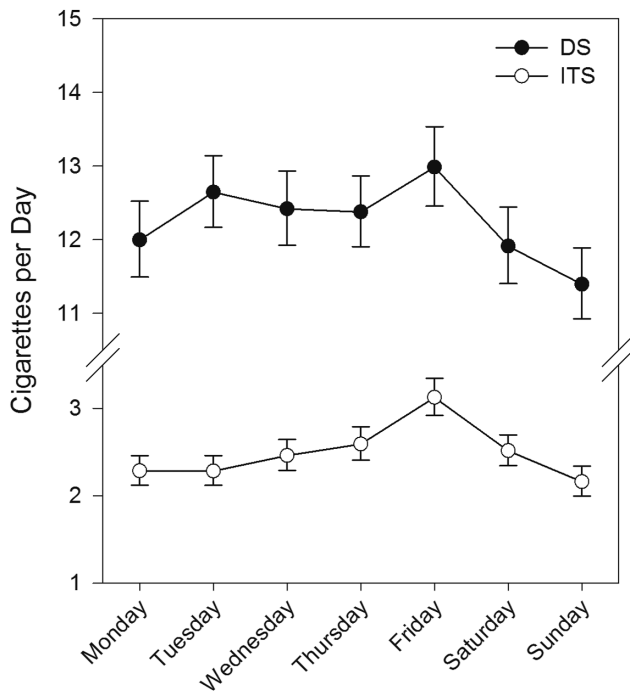 15
14
13
12
11
3
2
1
Cigarettes per Day
DS
ITS
Monday
Tuesday
Wednesday
Thursday
Friday
Saturday
Sunday